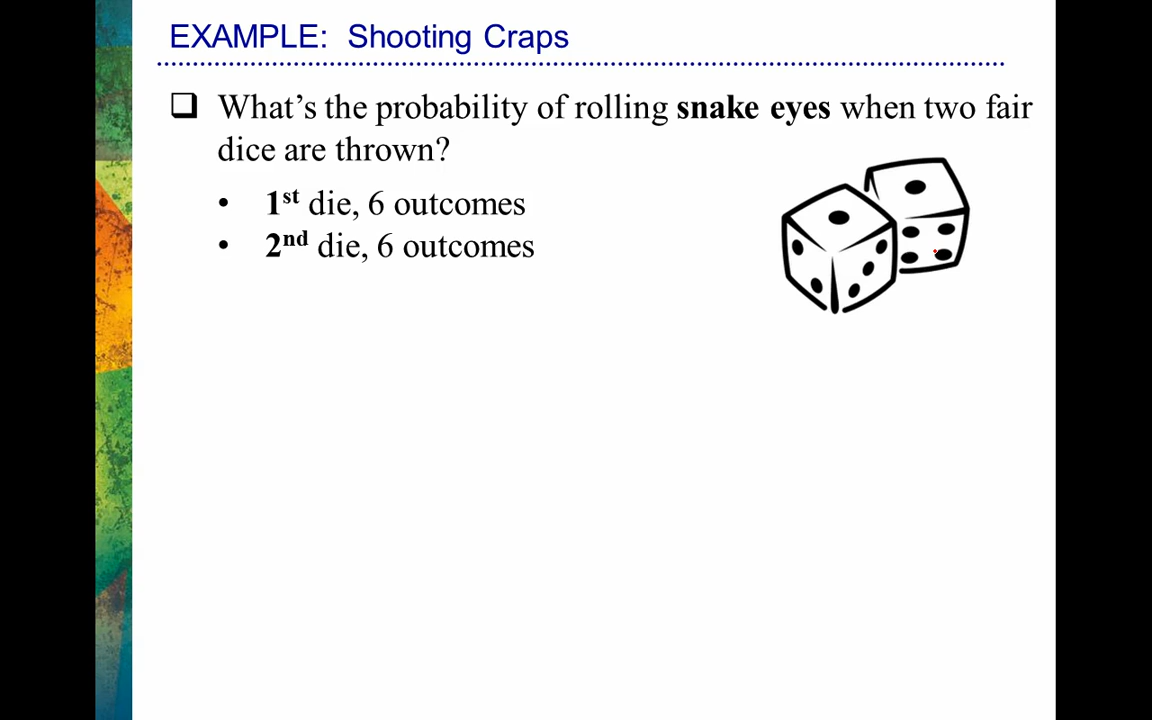 EXAMPLE: Shooting Craps
❑ What’s the probability of rolling snake eyes when two fair
dice are thrown?
• 1st die, 6 outcomes
• 2nd die, 6 outcomes